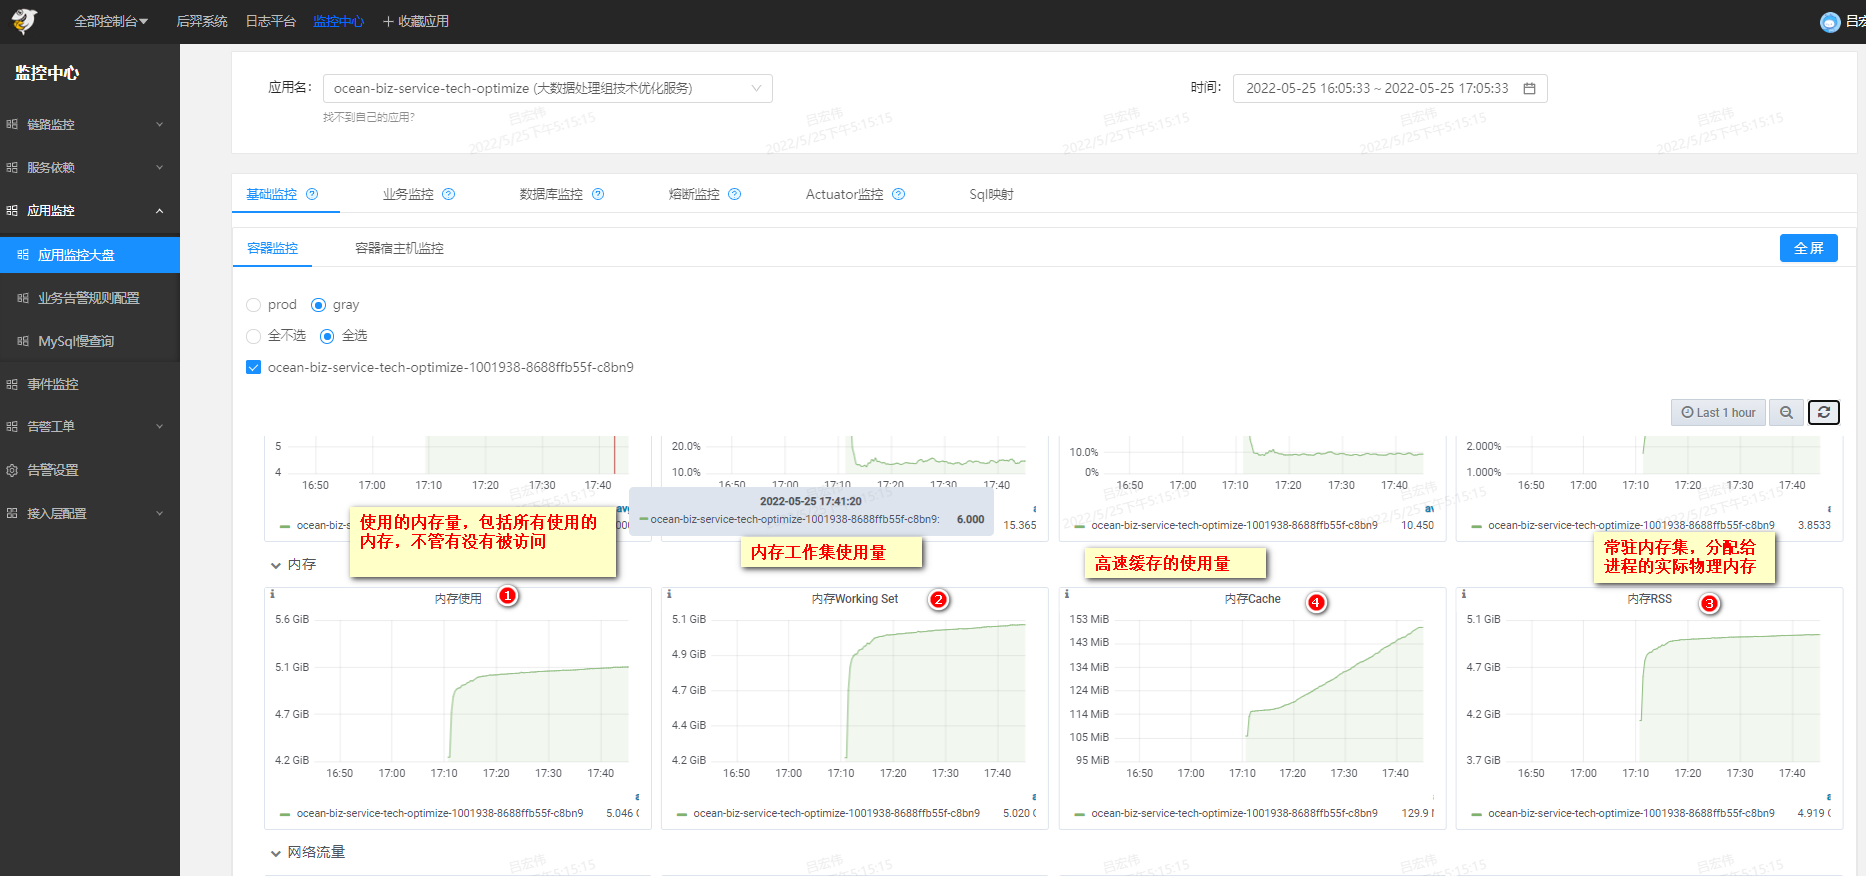 全部控制台 后羿系统 日志平台 监控中心 + 收藏应用 吕宏
监控中心
链路监控
服务依赖
应用监控
应用监控大盘
业务告警规则配置
MySql慢查询
事件监控
告警工单
告警设置
接入层配置
应用名: ocean-biz-service-tech-optimize (大数据处理组技术优化服务)
找不到自己的应用?
时间: 2022-05-25 16:05:33 ~ 2022-05-25 17:05:33
吕宏伟 2022/5/25下午5:15:15
基础监控 业务监控 数据库监控 熔断监控 Actuator监控 Sql映射
容器监控 容器宿主机监控 全屏
prod gray
全不选 全选
ocean-biz-service-tech-optimize-1001938-8688ffb55f-c8bn9
Last 1 hour
5
4
16:50 17:00 17:10 17:20 17:30 17:40
ocean-biz-s
20.0%
10.0%
16:50 17:00 17:10 17:20 17:30 17:40
15.365
10.0%
0%
16:50 17:00 17:10 17:20 17:30 17:40
ocean-biz-service-tech-optimize-1001938-8688ffb55f-c8bn9 10.450
2.000%
1.000%
16:50 17:00 17:10 17:20 17:30 17:40
ocean-biz-service-tech-optimize-1001938-8688ffb55f-c8bn9 3.8533
2022-05-25 17:41:20
ocean-biz-service-tech-optimize-1001938-8688ffb55f-c8bn9: 6.000
使用的内存量，包括所有使用的
内存，不管有没有被访问
内存工作集使用量
高速缓存的使用量
常驻内存集，分配给
进程的实际物理内存
内存
内存使用 1
5.6 GiB
5.1 GiB
4.7 GiB
4.2 GiB
16:50 17:00 17:10 17:20 17:30 17:40
ocean-biz-service-tech-optimize-1001938-8688ffb55f-c8bn9 5.046
内存Working Set 2
5.1 GiB
4.9 GiB
4.7 GiB
4.4 GiB
4.2 GiB
16:50 17:00 17:10 17:20 17:30 17:40
ocean-biz-service-tech-optimize-1001938-8688ffb55f-c8bn9 5.020
内存Cache 4
153 MiB
143 MiB
134 MiB
124 MiB
114 MiB
105 MiB
95 MiB
16:50 17:00 17:10 17:20 17:30 17:40
ocean-biz-service-tech-optimize-1001938-8688ffb55f-c8bn9 129.9
内存RSS 3
5.1 GiB
4.7 GiB
4.2 GiB
3.7 GiB
16:50 17:00 17:10 17:20 17:30 17:40
ocean-biz-service-tech-optimize-1001938-8688ffb55f-c8bn9 4.919
网络流量